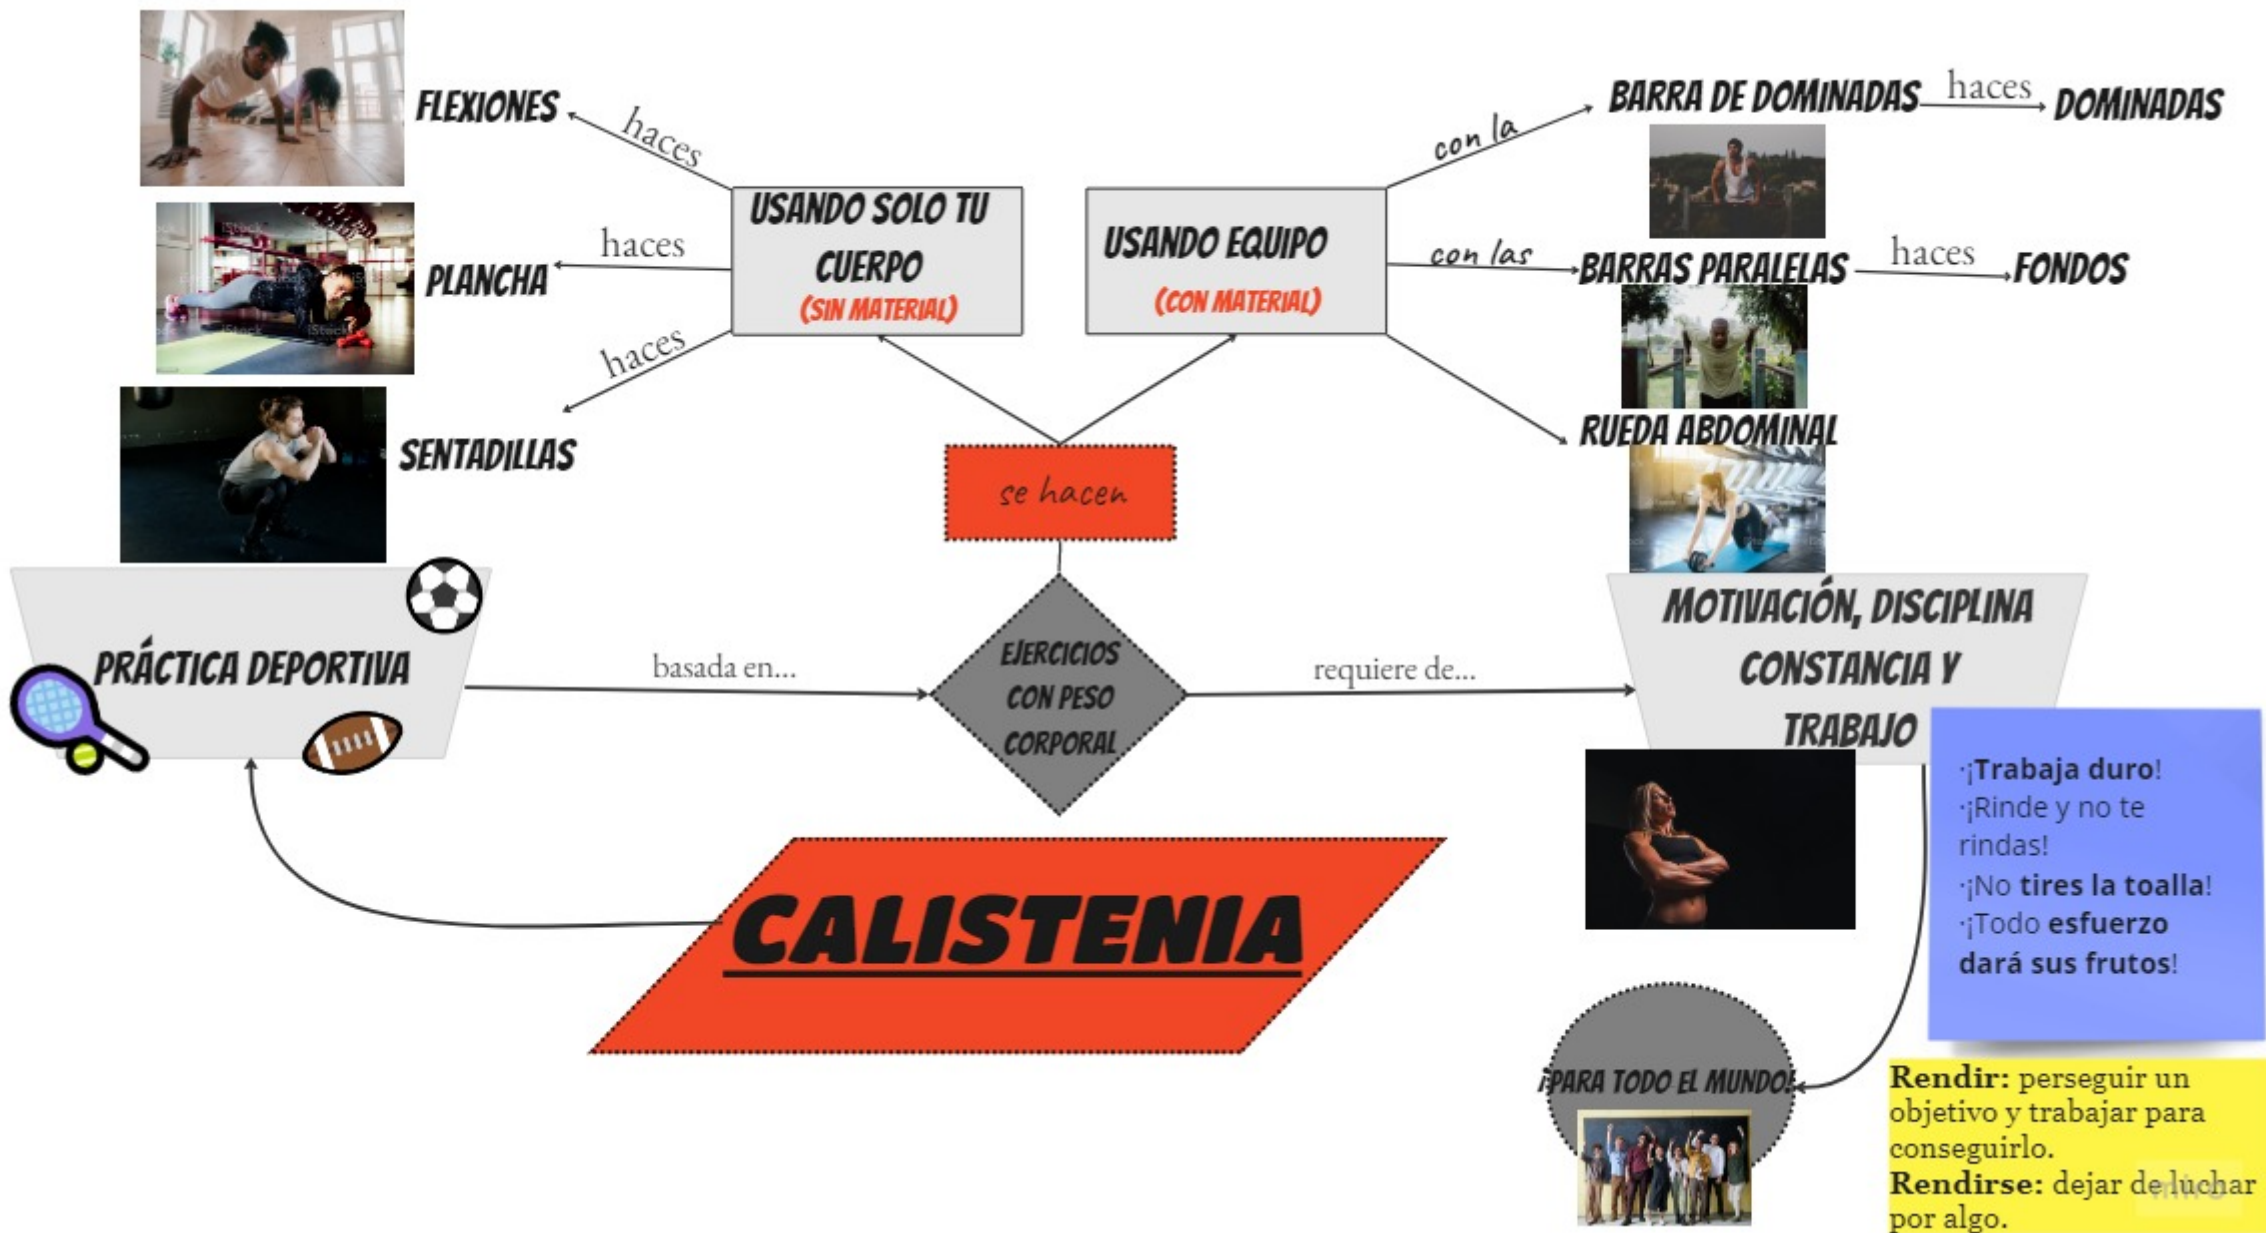 FLEXIONES
haces
PLANCHA
haces
SENTADILLAS
haces
USANDO SOLO TU
CUERPO
(SIN MATERIAL)
USANDO EQUIPO
(CON MATERIAL)
con la
BARRA DE DOMINADAS
haces
DOMINADAS
con las
BARRAS PARALELAS
haces
FONDOS
RUEDA ABDOMINAL
se hacen
PRÁCTICA DEPORTIVA
basada en...
EJERCICIOS
CON PESO
CORPORAL
requiere de...
MOTIVACIÓN, DISCIPLINA
CONSTANCIA Y
TRABAJO
CALISTENIA
·¡Trabaja duro!
·¡Rinde y no te
rindas!
·¡No tires la toalla!
·¡Todo esfuerzo
dará sus frutos!
¡PARA TODO EL MUNDO!
Rendir: perseguir un
objetivo y trabajar para
conseguirlo.
Rendirse: dejar de luchar
por algo.
miro
iStock
iStock
iStock